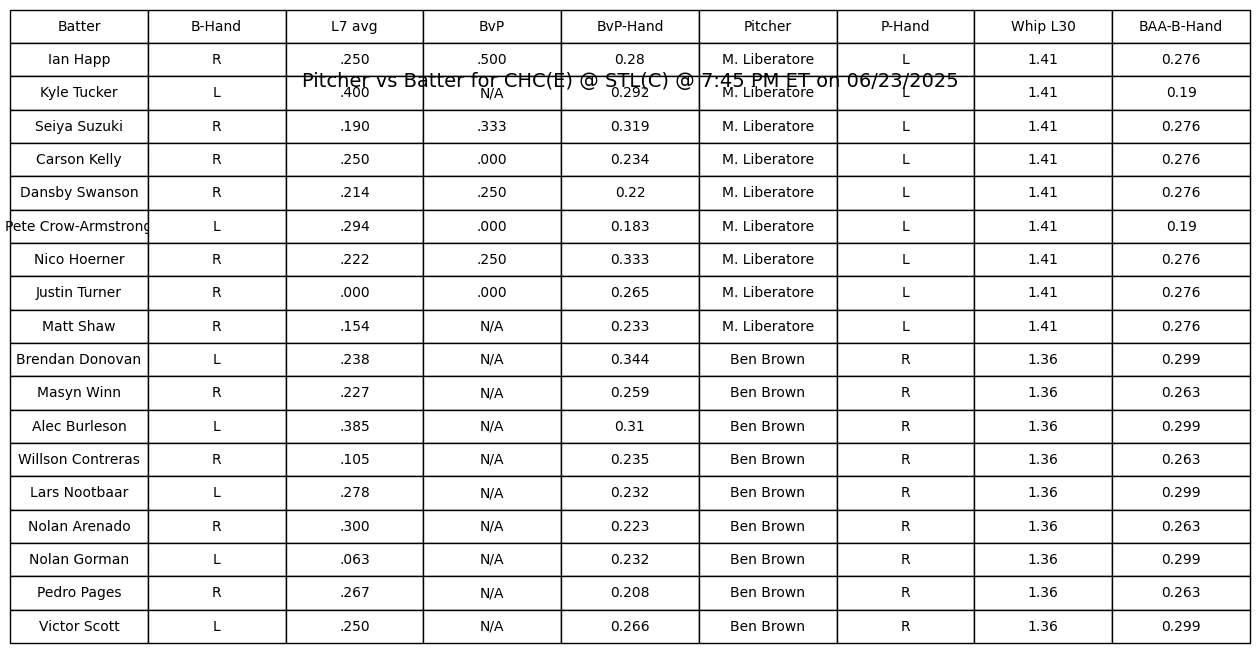 Batter B-Hand L7 avg BvP BvP-Hand Pitcher P-Hand Whip L30 BAA-B-Hand
Ian Happ R .250 .500 0.28 M. Liberatore L 1.41 0.276
Pitcher vs Batter for CHC(E) @ STL(C) @ 7:45 PM ET on 06/23/2025
Kyle Tucker L .400 N/A 0.292 M. Liberatore L 1.41 0.19
Seiya Suzuki R .190 .333 0.319 M. Liberatore L 1.41 0.276
Carson Kelly R .250 .000 0.234 M. Liberatore L 1.41 0.276
Dansby Swanson R .214 .250 0.22 M. Liberatore L 1.41 0.276
Pete Crow-Armstrong L .294 .000 0.183 M. Liberatore L 1.41 0.19
Nico Hoerner R .222 .250 0.333 M. Liberatore L 1.41 0.276
Justin Turner R .000 .000 0.265 M. Liberatore L 1.41 0.276
Matt Shaw R .154 N/A 0.233 M. Liberatore L 1.41 0.276
Brendan Donovan L .238 N/A 0.344 Ben Brown R 1.36 0.299
Masyn Winn R .227 N/A 0.259 Ben Brown R 1.36 0.263
Alec Burleson L .385 N/A 0.31 Ben Brown R 1.36 0.299
Willson Contreras R .105 N/A 0.235 Ben Brown R 1.36 0.263
Lars Nootbaar L .278 N/A 0.232 Ben Brown R 1.36 0.299
Nolan Arenado R .300 N/A 0.223 Ben Brown R 1.36 0.263
Nolan Gorman L .063 N/A 0.232 Ben Brown R 1.36 0.299
Pedro Pages R .267 N/A 0.208 Ben Brown R 1.36 0.263
Victor Scott L .250 N/A 0.266 Ben Brown R 1.36 0.299